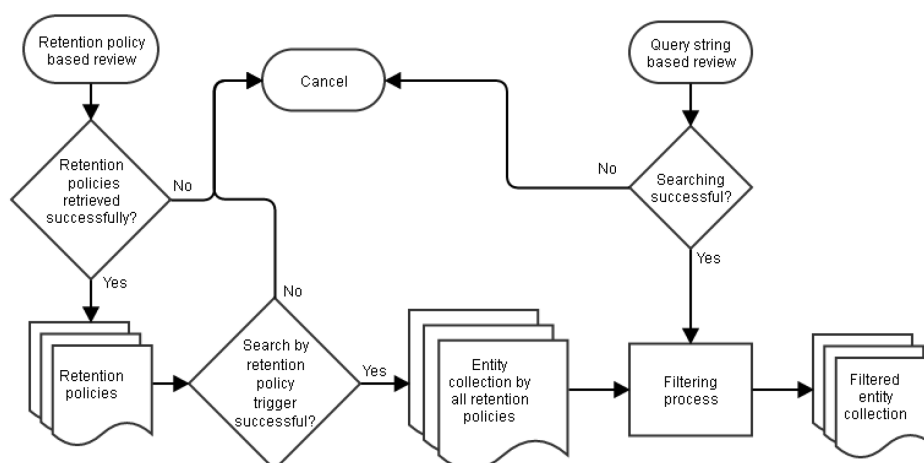 Retention policy
based review
Cancel
Query string
based review
Retention
policies
retrieved
successfully?
No
No
Searching
successful?
Yes
Yes
No
Retention
policies
Search by
retention
policy
trigger
successful?
Yes
Entity
collection by
all retention
policies
Filtering
process
Filtered
entity
collection